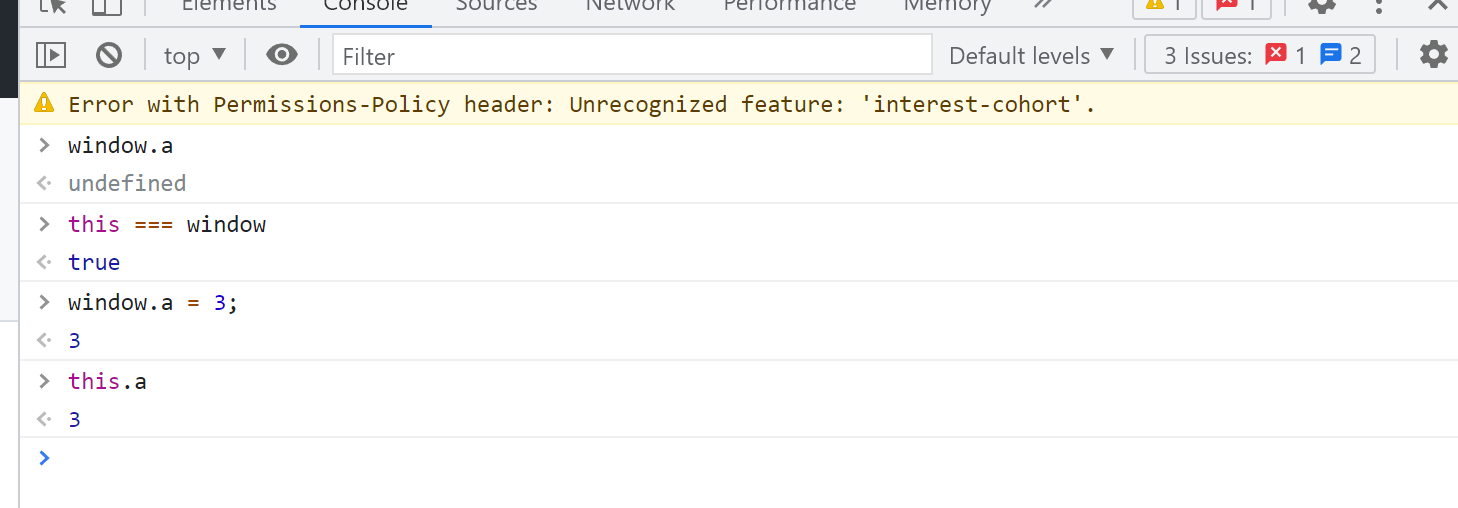 Elements Console Sources Network Performance Memory 1 1
top Filter Default levels 3 Issues: 1 2
Error with Permissions-Policy header: Unrecognized feature: 'interest-cohort'.
window.a
undefined
this === window
true
window.a = 3;
3
this.a
3